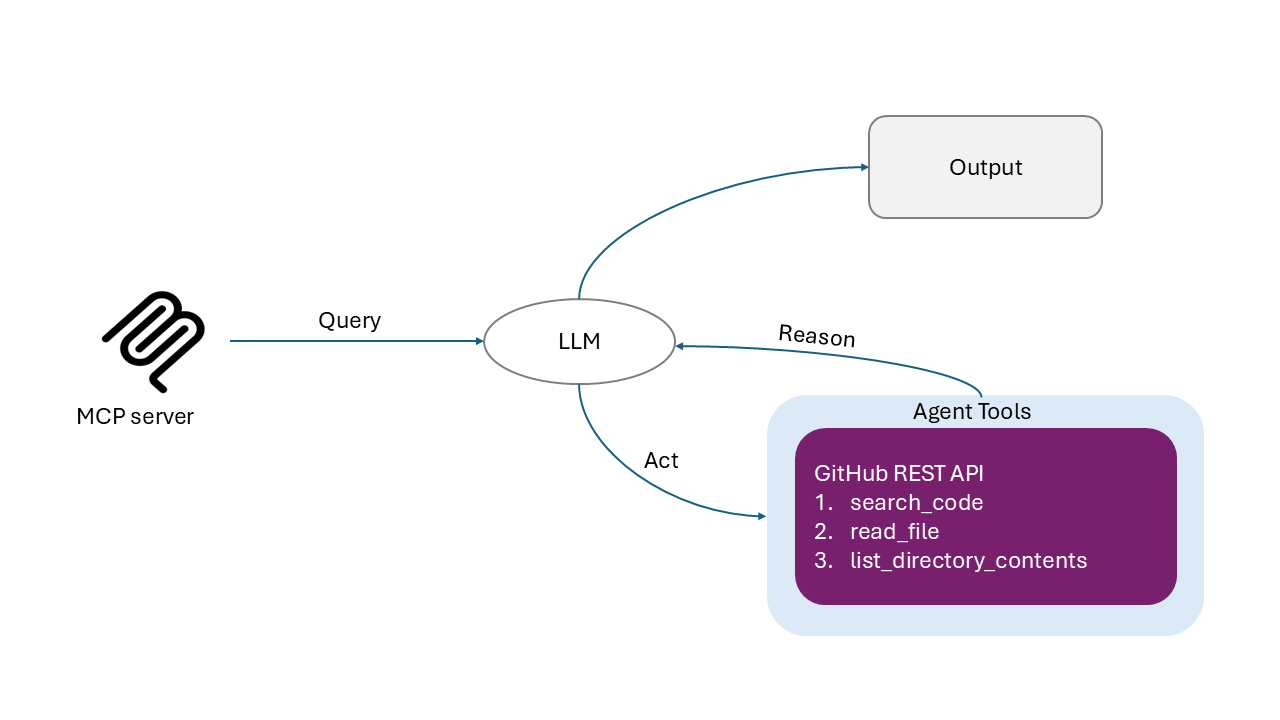 Output
Query
LLM
Reason
MCP server
Agent Tools
Act
GitHub REST API
1. search_code
2. read_file
3. list_directory_contents